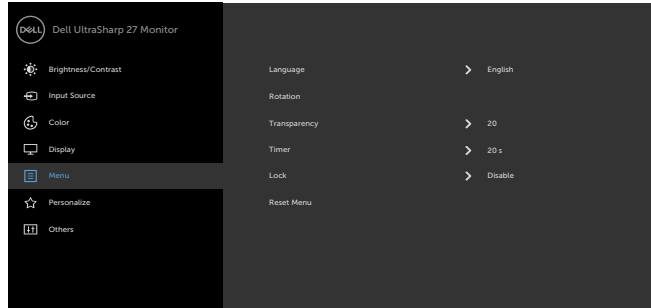 DELL Dell UltraSharp 27 Monitor
Brightness/Contrast
Input Source
Color
Display
Menu
Personalize
Others
Language English
Rotation
Transparency 20
Timer 20 s
Lock Disable
Reset Menu